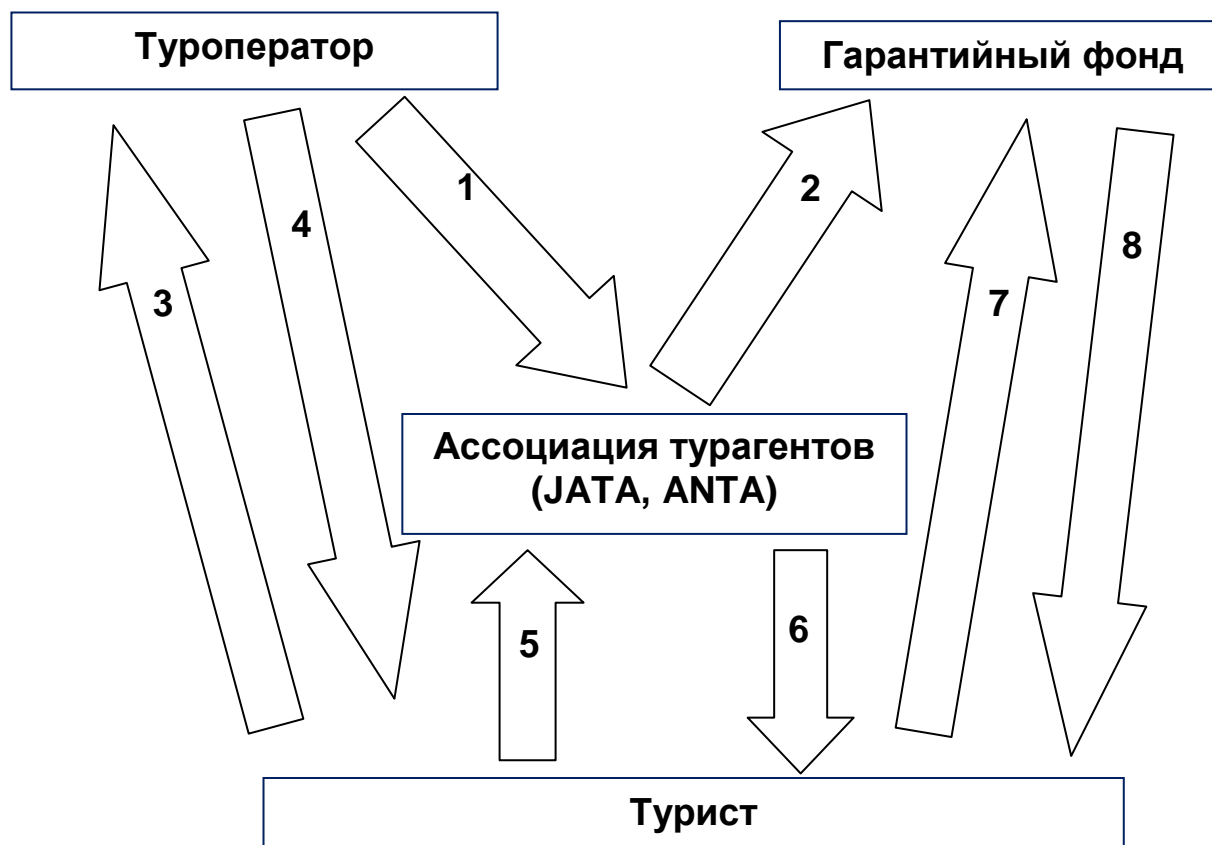 Туроператор
Гарантийный фонд
1
2
4
8
3
7
Ассоциация турагентов
(JATA, ANTA)
5
6
Турист